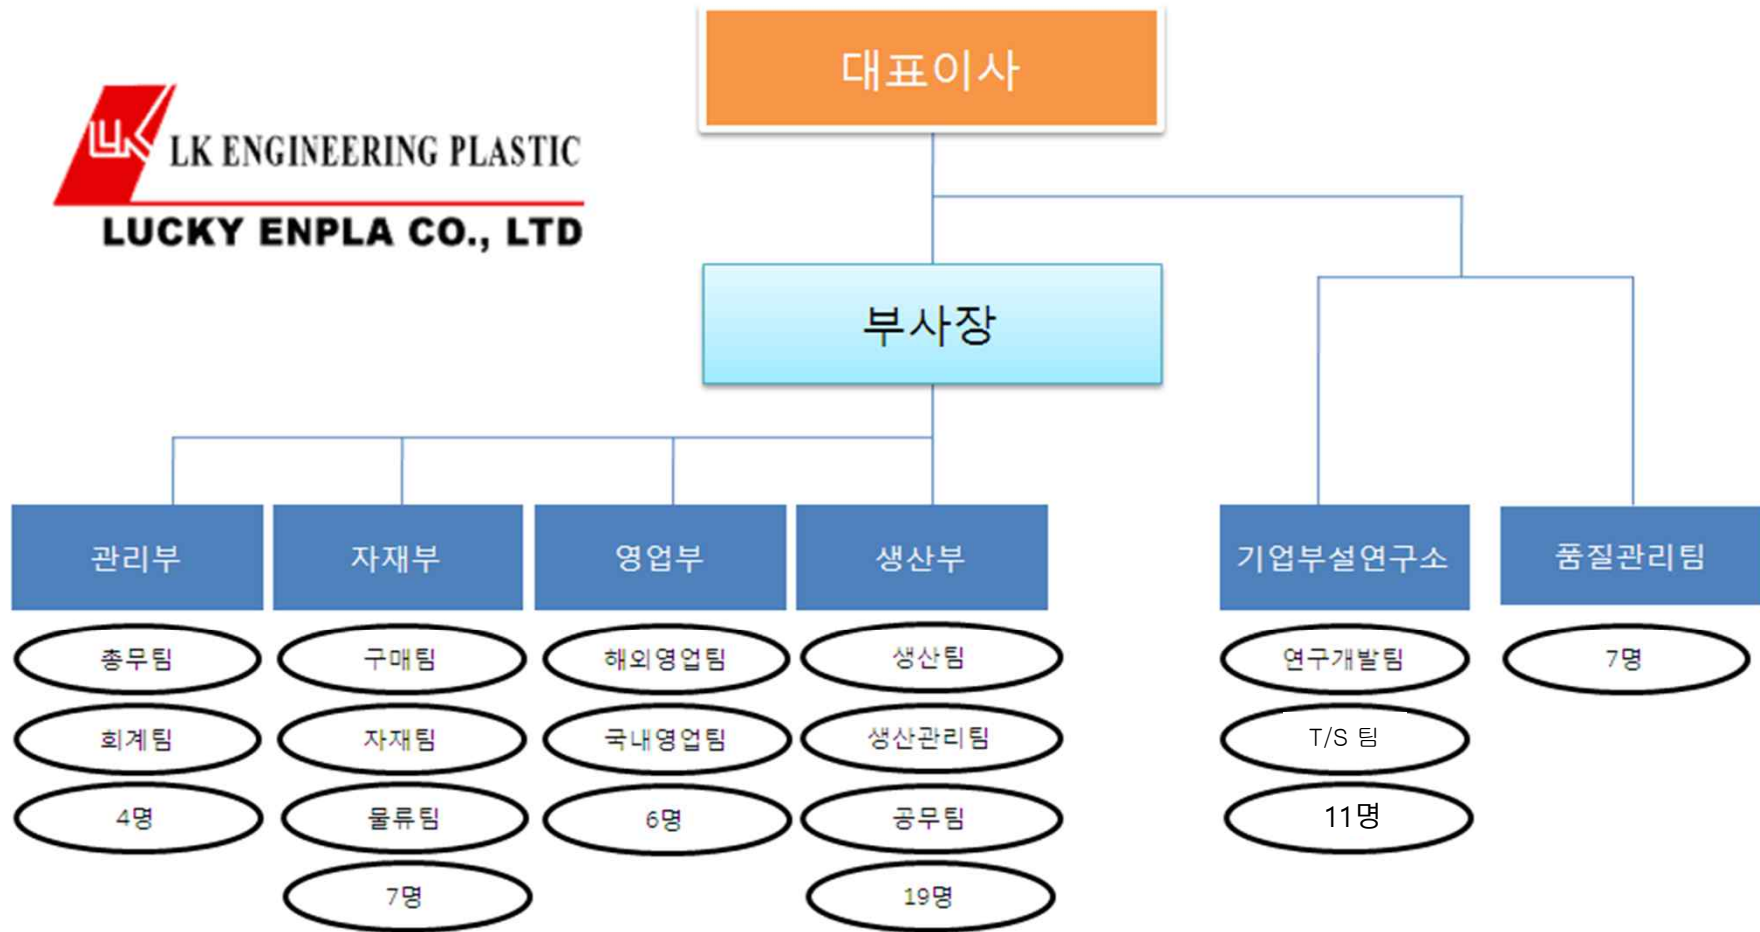 대표이사
LUK LK ENGINEERING PLASTIC
LUCKY ENPLA CO., LTD
부사장
관리부 자재부 영업부 생산부 기업부설연구소 품질관리팀
총무팀 구매팀 해외영업팀 생산팀 연구개발팀 7명
회계팀 자재팀 국내영업팀 생산관리팀 T/S 팀
4명 물류팀 6명 공무팀 11명
7명 19명